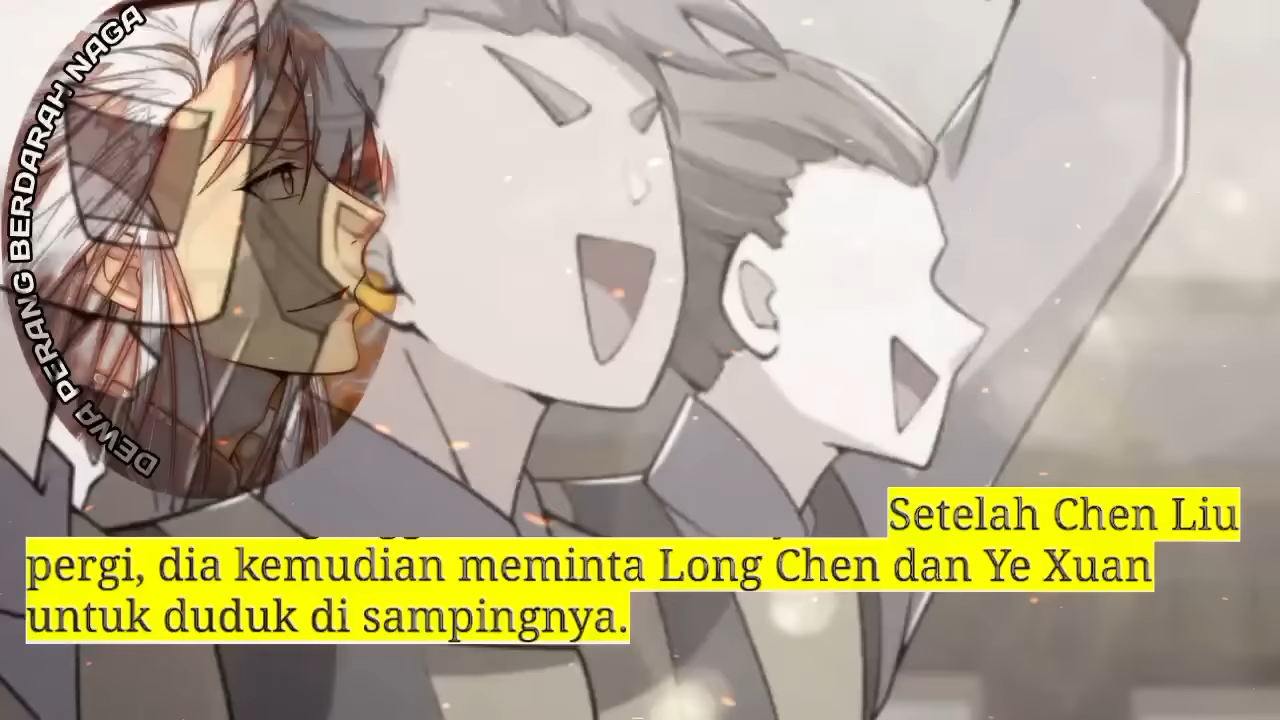 DEWA PERANG BERDARAH NAGA
Setelah Chen Liu
pergi, dia kemudian meminta Long Chen dan Ye Xuan
untuk duduk di sampingnya.